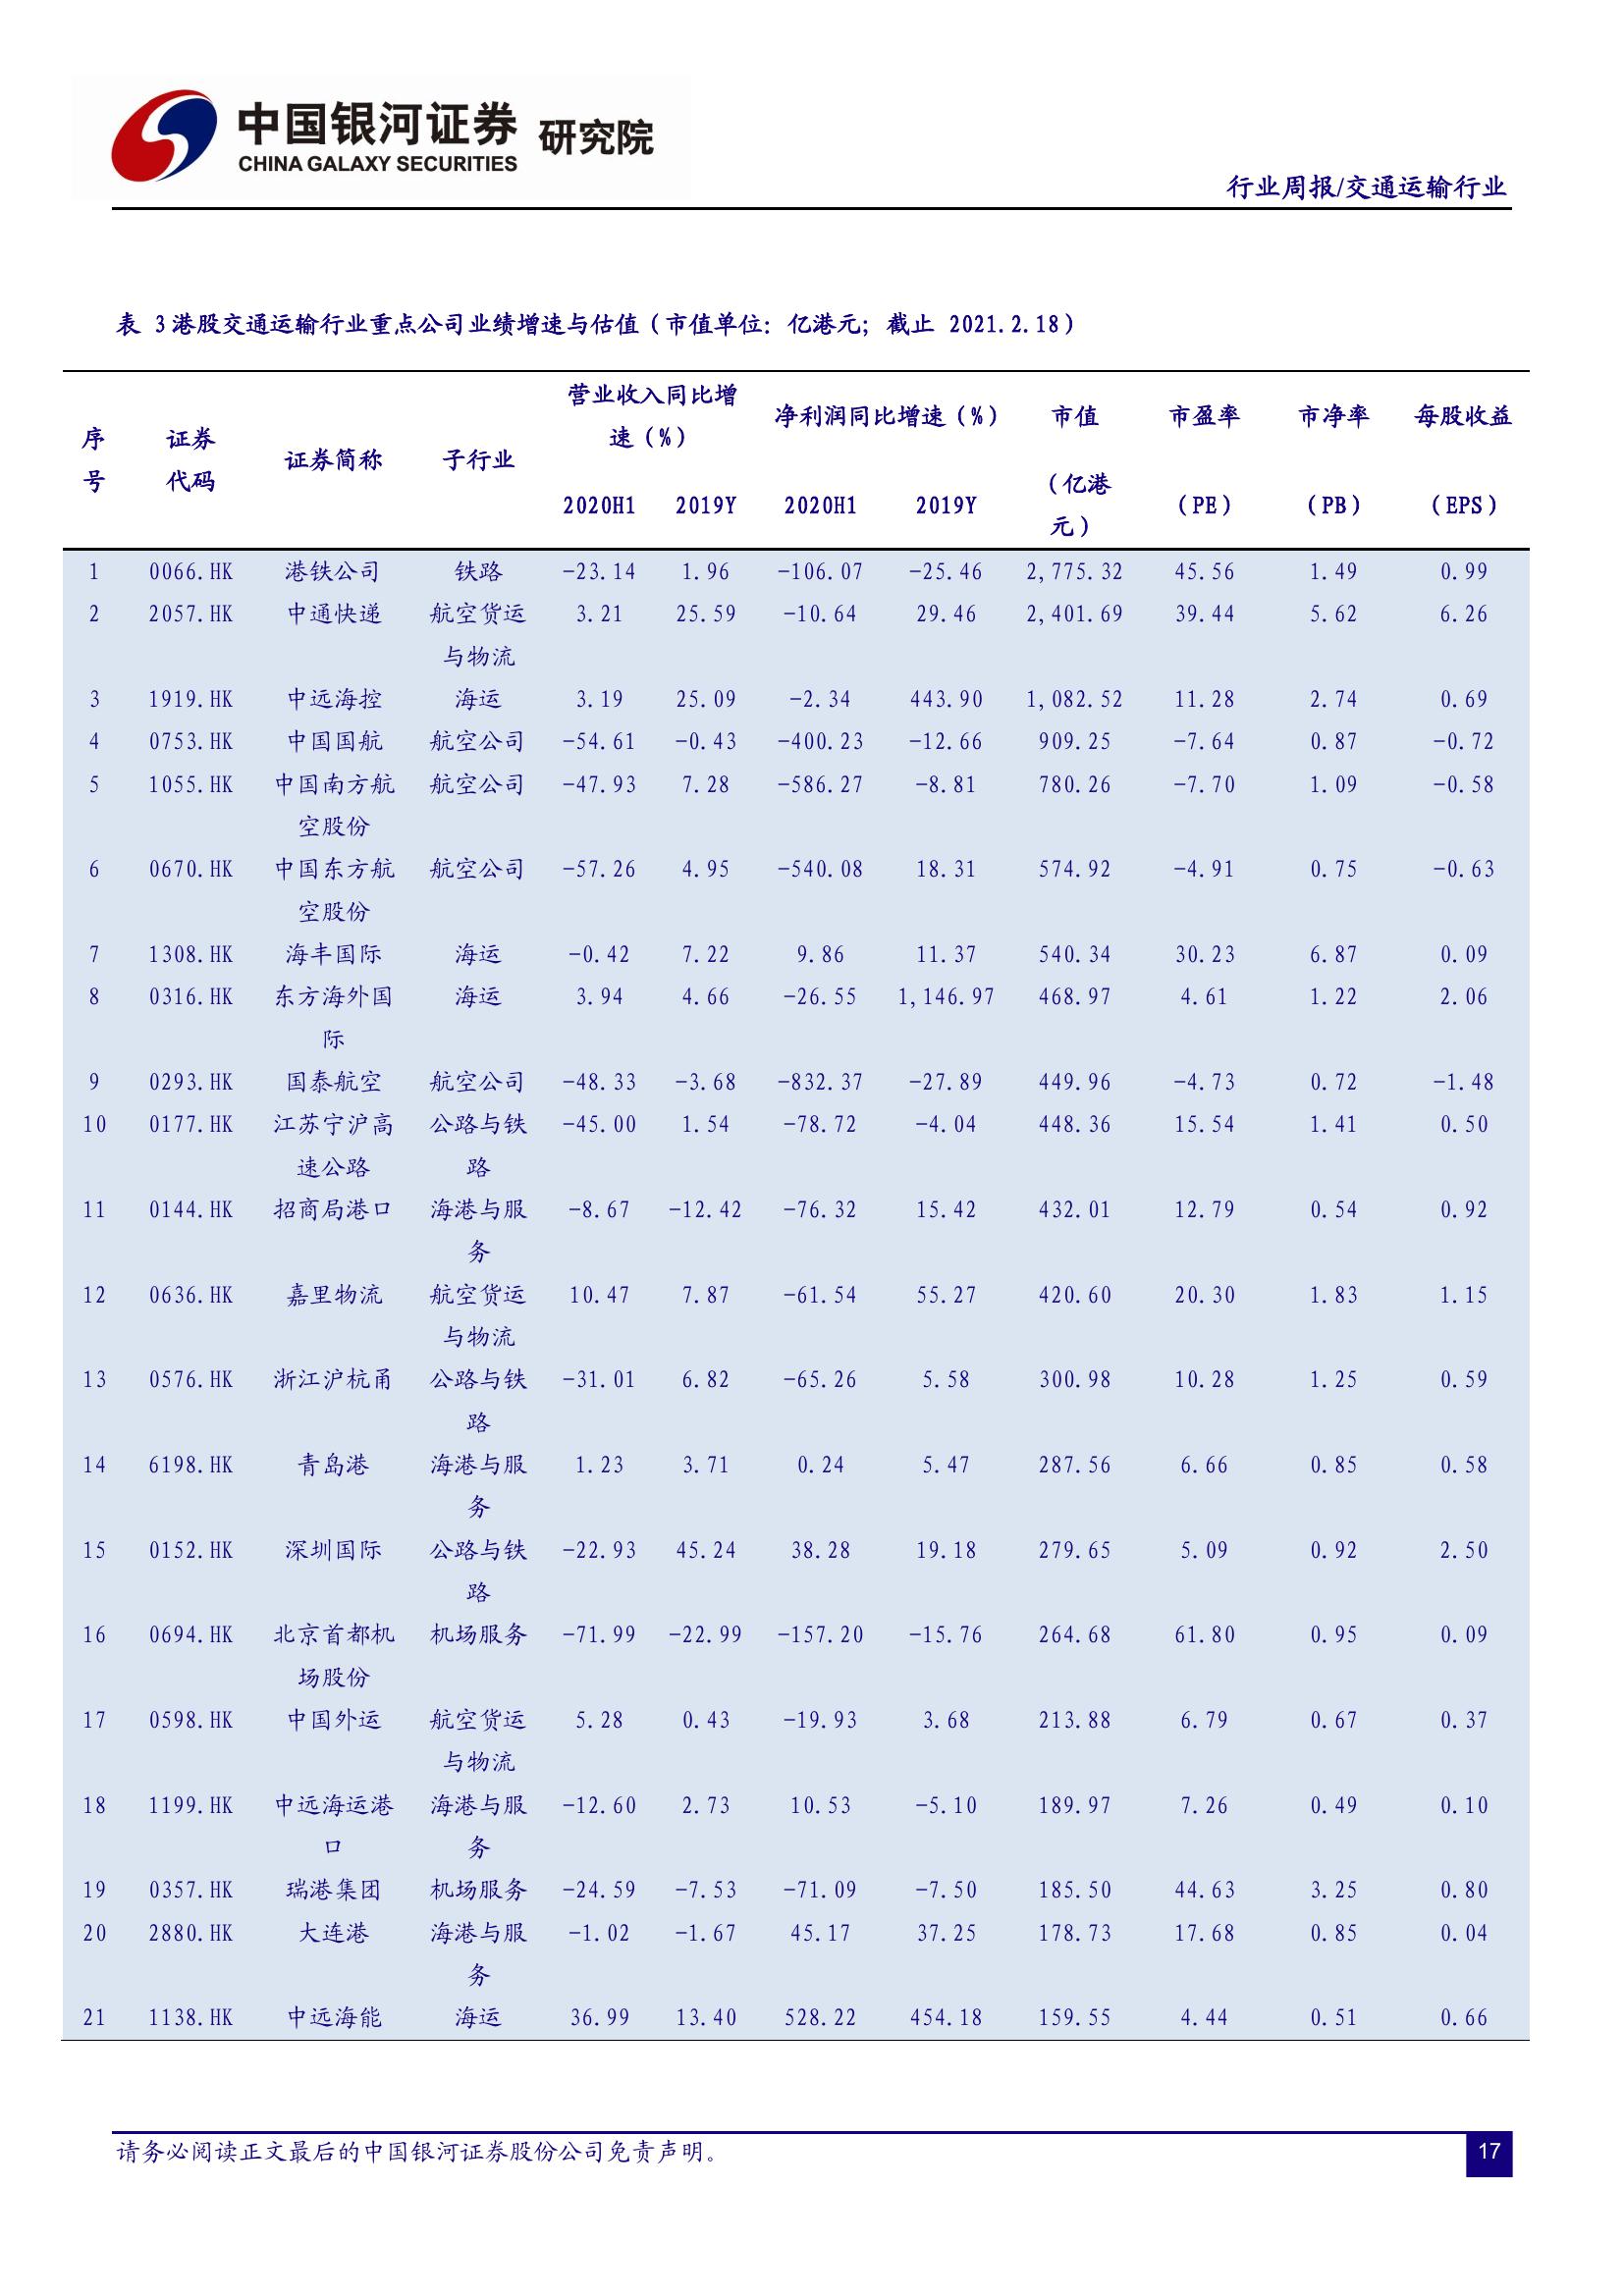 中国银河证券 研究院
CHINA GALAXY SECURITIES
行业周报/交通运输行业
表 3 港股交通运输行业重点公司业绩增速与估值（市值单位：亿港元；截止 2021.2.18）
序号 证券代码 证券简称 子行业 营业收入同比增速（%） 净利润同比增速（%） 市值 市盈率 市净率 每股收益
2020H1 2019Y 2020H1 2019Y （亿港元） （PE） （PB） （EPS）
1 0066.HK 港铁公司 铁路 -23.14 1.96 -106.07 -25.46 2,775.32 45.56 1.49 0.99
2 2057.HK 中通快递 航空货运 3.21 25.59 -10.64 29.46 2,401.69 39.44 5.62 6.26
与物流
3 1919.HK 中远海控 海运 3.19 25.09 -2.34 443.90 1,082.52 11.28 2.74 0.69
4 0753.HK 中国国航 航空公司 -54.61 -0.43 -400.23 -12.66 909.25 -7.64 0.87 -0.72
5 1055.HK 中国南方航 航空公司 -47.93 7.28 -586.27 -8.81 780.26 -7.70 1.09 -0.58
空股份
6 0670.HK 中国东方航 航空公司 -57.26 4.95 -540.08 18.31 574.92 -4.91 0.75 -0.63
空股份
7 1308.HK 海丰国际 海运 -0.42 7.22 9.86 11.37 540.34 30.23 6.87 0.09
8 0316.HK 东方海外国 海运 3.94 4.66 -26.55 1,146.97 468.97 4.61 1.22 2.06
际
9 0293.HK 国泰航空 航空公司 -48.33 -3.68 -832.37 -27.89 449.96 -4.73 0.72 -1.48
10 0177.HK 江苏宁沪高 公路与铁 -45.00 1.54 -78.72 -4.04 448.36 15.54 1.41 0.50
速公路 路
11 0144.HK 招商局港口 海港与服 -8.67 -12.42 -76.32 15.42 432.01 12.79 0.54 0.92
务
12 0636.HK 嘉里物流 航空货运 10.47 7.87 -61.54 55.27 420.60 20.30 1.83 1.15
与物流
13 0576.HK 浙江沪杭甬 公路与铁 -31.01 6.82 -65.26 5.58 300.98 10.28 1.25 0.59
路
14 6198.HK 青岛港 海港与服 1.23 3.71 0.24 5.47 287.56 6.66 0.85 0.58
务
15 0152.HK 深圳国际 公路与铁 -22.93 45.24 38.28 19.18 279.65 5.09 0.92 2.50
路
16 0694.HK 北京首都机 机场服务 -71.99 -22.99 -157.20 -15.76 264.68 61.80 0.95 0.09
场股份
17 0598.HK 中国外运 航空货运 5.28 0.43 -19.93 3.68 213.88 6.79 0.67 0.37
与物流
18 1199.HK 中远海运港 海港与服 -12.60 2.73 10.53 -5.10 189.97 7.26 0.49 0.10
口 务
19 0357.HK 瑞港集团 机场服务 -24.59 -7.53 -71.09 -7.50 185.50 44.63 3.25 0.80
20 2880.HK 大连港 海港与服 -1.02 -1.67 45.17 37.25 178.73 17.68 0.85 0.04
务
21 1138.HK 中远海能 海运 36.99 13.40 528.22 454.18 159.55 4.44 0.51 0.66
请务必阅读正文最后的中国银河证券股份公司免责声明。
17